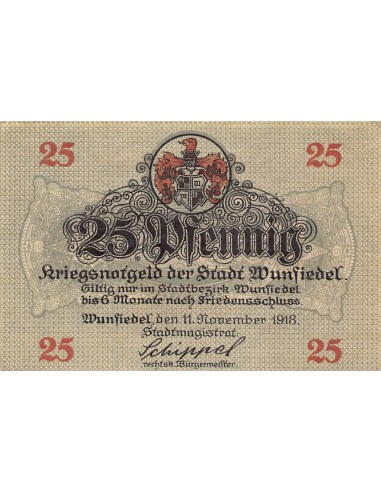 25 25
25 Pfennig
Kriegsnotgeld der Stadt Wunsiedel.
Giltig nur im Stadtbezirk Wunsiedel
bis 6 Monate nach Friedensschluss.
Wunsiedel, den 11. November 1918.
Stadtmagistrat.
Schippel
25 25
rechtsk. Bürgermeister